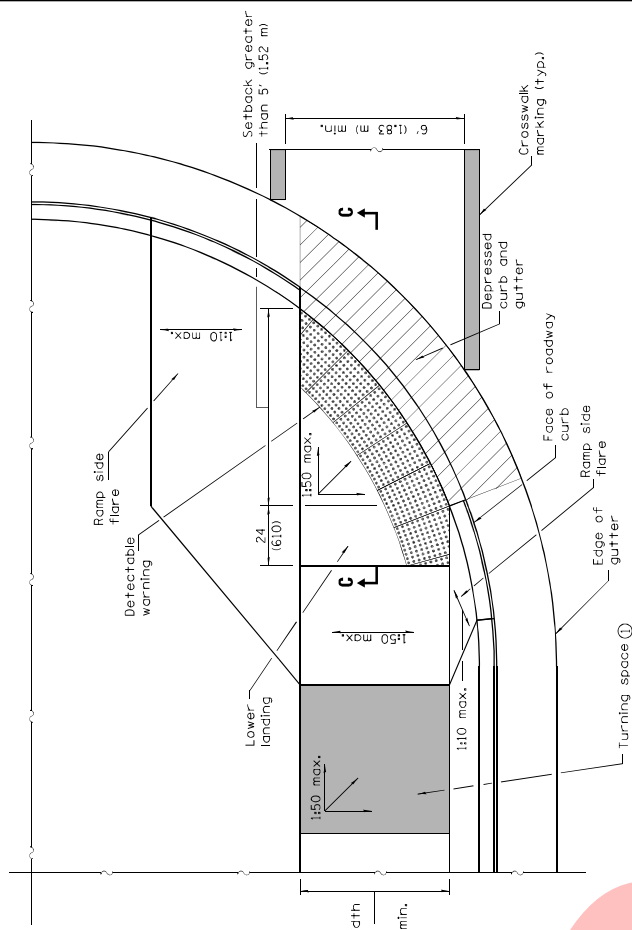 Setback greater
than 5' (1.52 m)
6' (1.83 m) min.
Crosswalk
marking (typ.)
C
Depressed
curb and
gutter
1:10 max.
Ramp side
flare
Detectable
warning
1:50 max.
24
(610)
Face of roadway
curb
Ramp side
flare
Edge of
gutter
C
1:50 max.
Lower
landing
1:10 max.
1:50 max.
Turning space ①
dth
min.